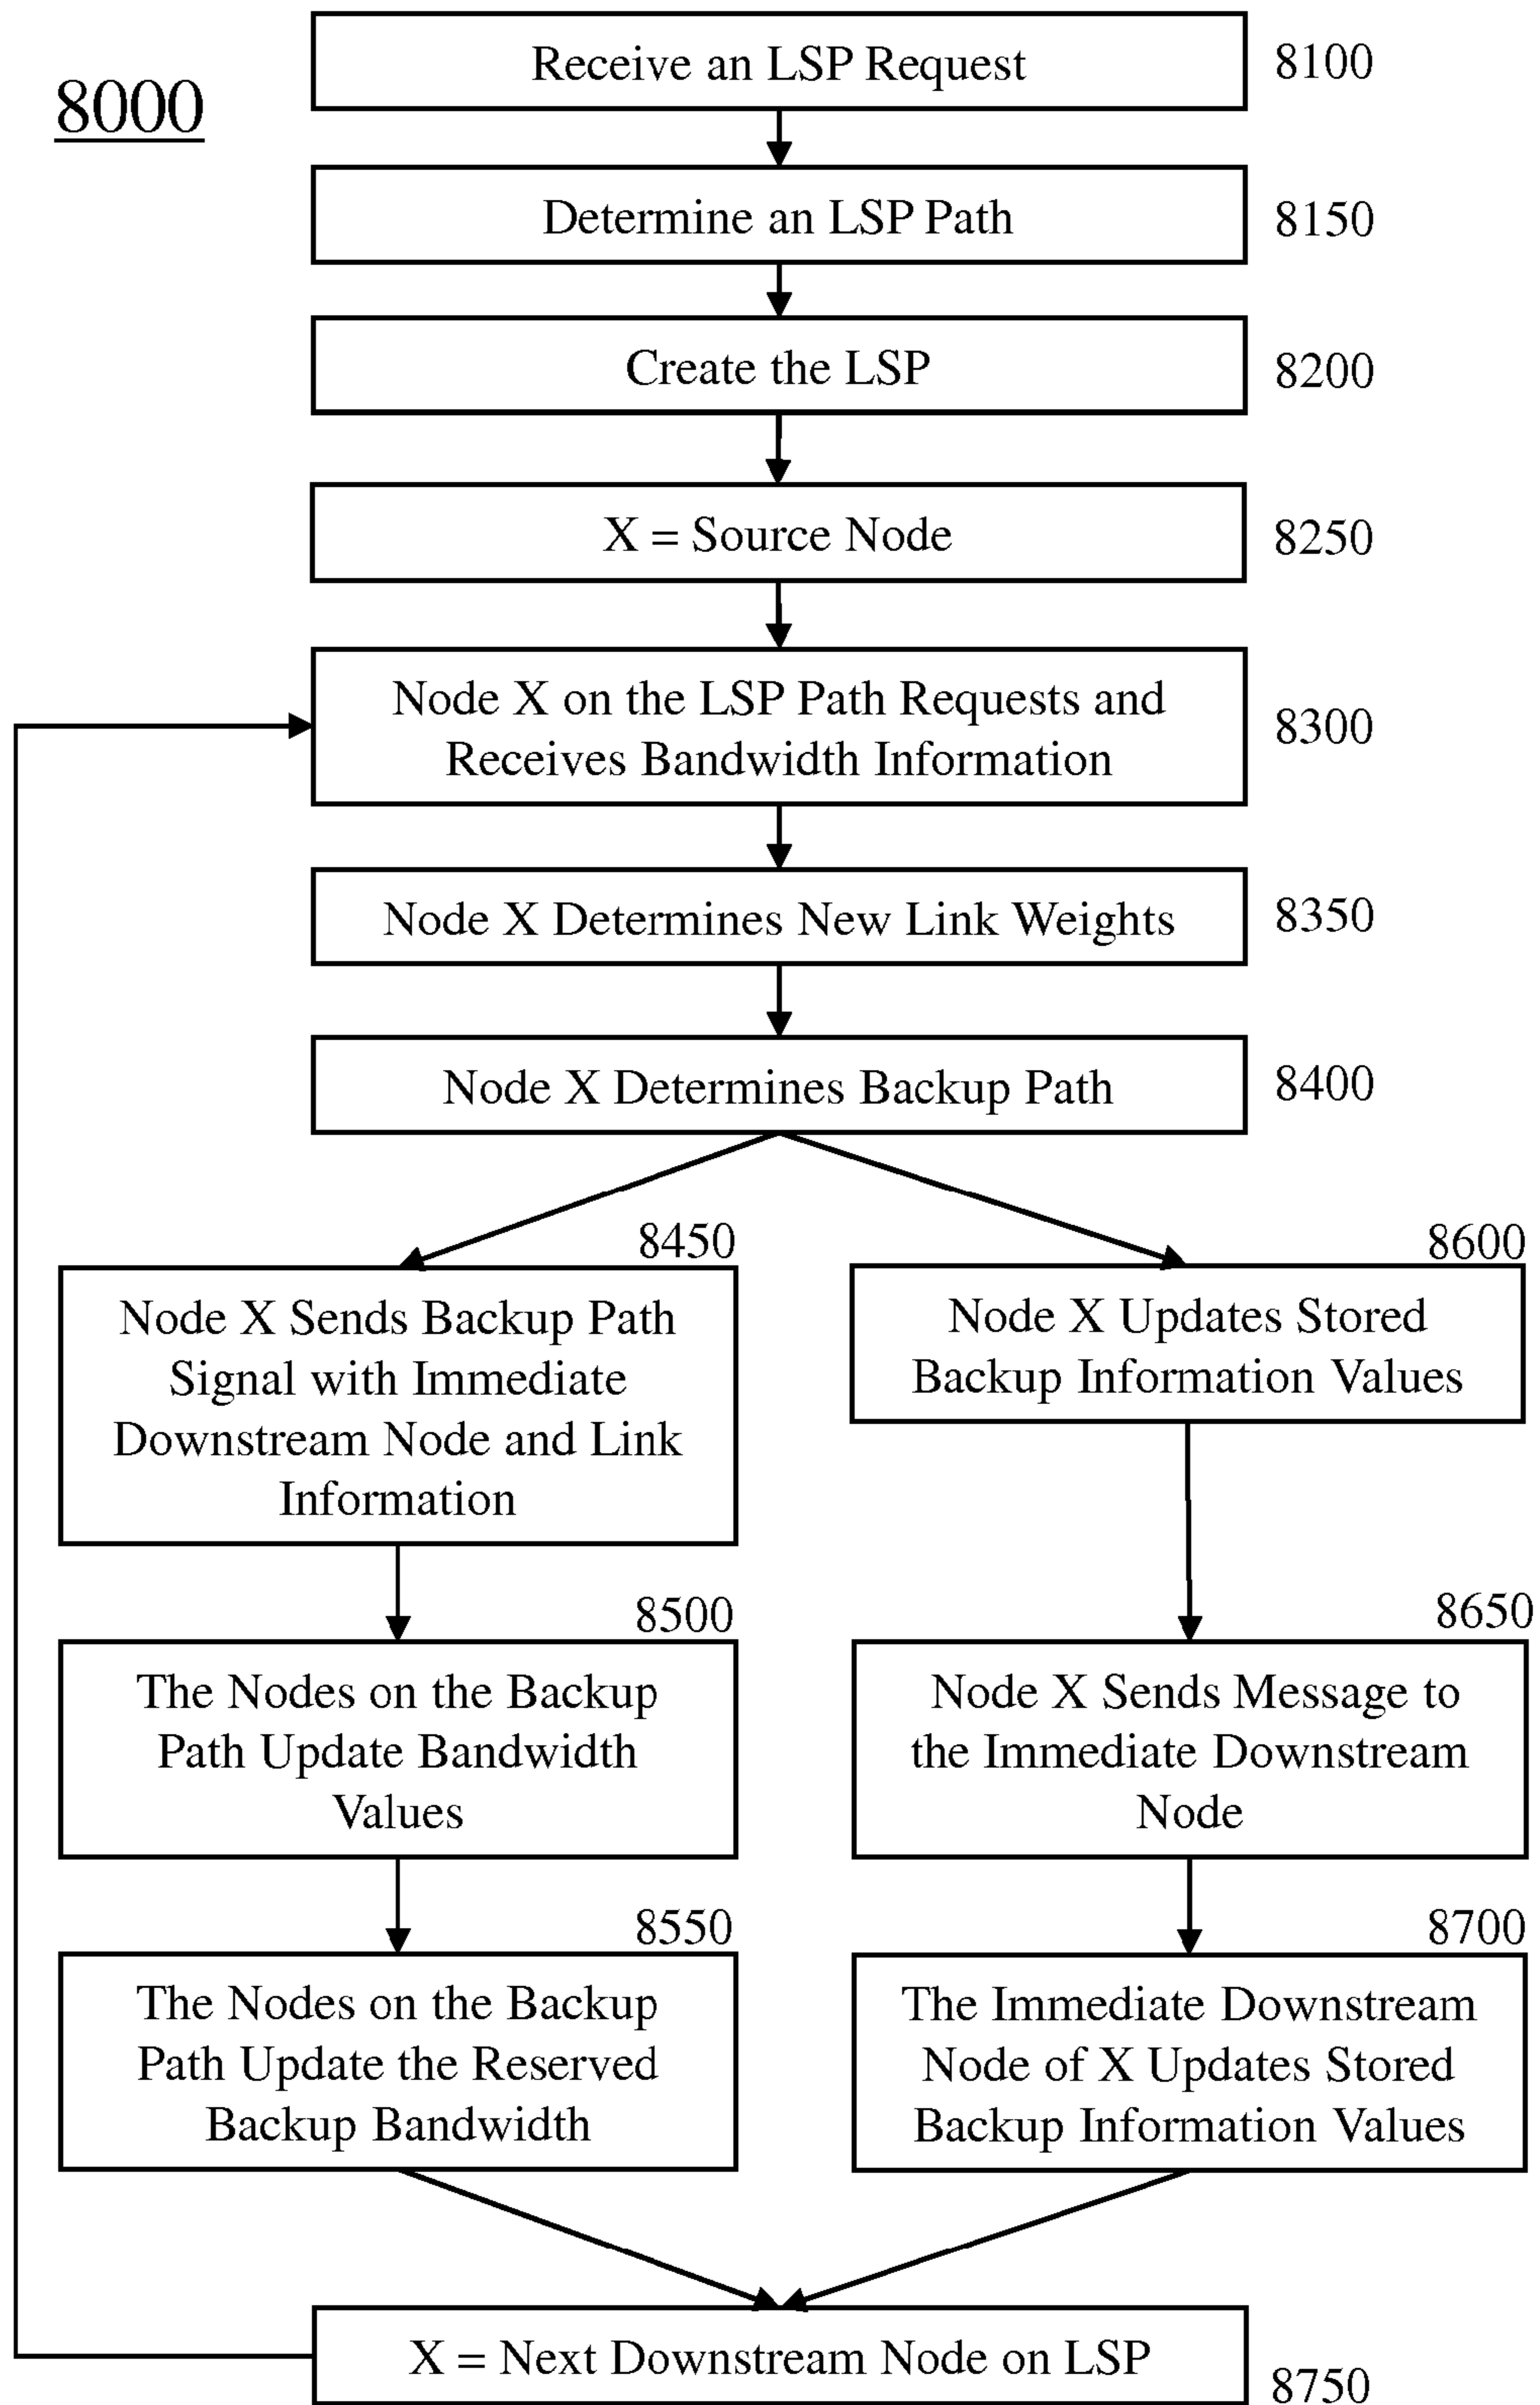 8000
Receive an LSP Request
8100
Determine an LSP Path
8150
Create the LSP
8200
X = Source Node
8250
Node X on the LSP Path Requests and
Receives Bandwidth Information
8300
Node X Determines New Link Weights
8350
Node X Determines Backup Path
8400
8450
Node X Sends Backup Path
Signal with Immediate
Downstream Node and Link
Information
8500
The Nodes on the Backup
Path Update Bandwidth
Values
8550
The Nodes on the Backup
Path Update the Reserved
Backup Bandwidth
8600
Node X Updates Stored
Backup Information Values
8650
Node X Sends Message to
the Immediate Downstream
Node
8700
The Immediate Downstream
Node of X Updates Stored
Backup Information Values
X = Next Downstream Node on LSP
8750